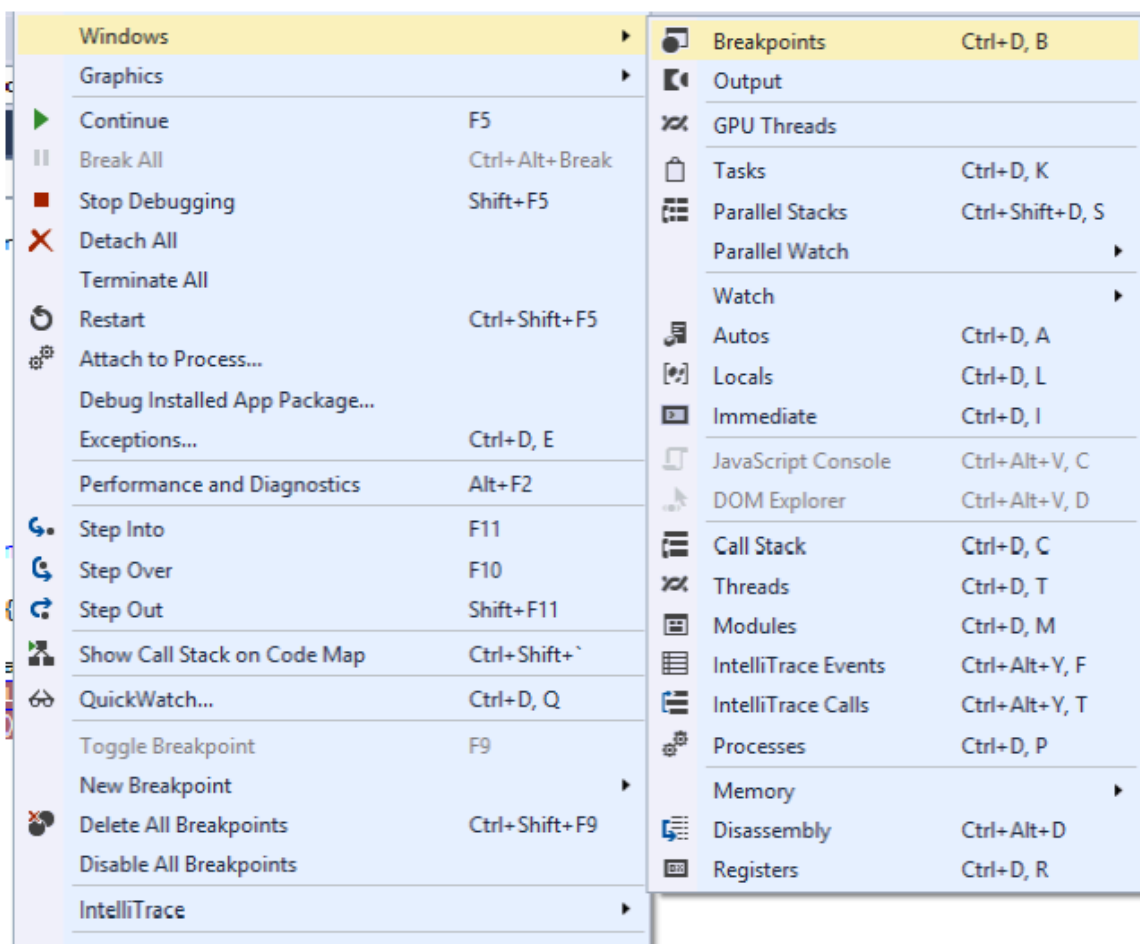 Windows
Graphics
Continue F5
Break All Ctrl+Alt+Break
Stop Debugging Shift+F5
Detach All
Terminate All
Restart Ctrl+Shift+F5
Attach to Process...
Debug Installed App Package...
Exceptions... Ctrl+D, E
Performance and Diagnostics Alt+F2
Step Into F11
Step Over F10
Step Out Shift+F11
Show Call Stack on Code Map Ctrl+Shift+`
QuickWatch... Ctrl+D, Q
Toggle Breakpoint F9
New Breakpoint
Delete All Breakpoints Ctrl+Shift+F9
Disable All Breakpoints
IntelliTrace
Breakpoints Ctrl+D, B
Output
GPU Threads
Tasks Ctrl+D, K
Parallel Stacks Ctrl+Shift+D, S
Parallel Watch
Watch
Autos Ctrl+D, A
Locals Ctrl+D, L
Immediate Ctrl+D, I
JavaScript Console Ctrl+Alt+V, C
DOM Explorer Ctrl+Alt+V, D
Call Stack Ctrl+D, C
Threads Ctrl+D, T
Modules Ctrl+D, M
IntelliTrace Events Ctrl+Alt+Y, F
IntelliTrace Calls Ctrl+Alt+Y, T
Processes Ctrl+D, P
Memory
Disassembly Ctrl+Alt+D
Registers Ctrl+D, R